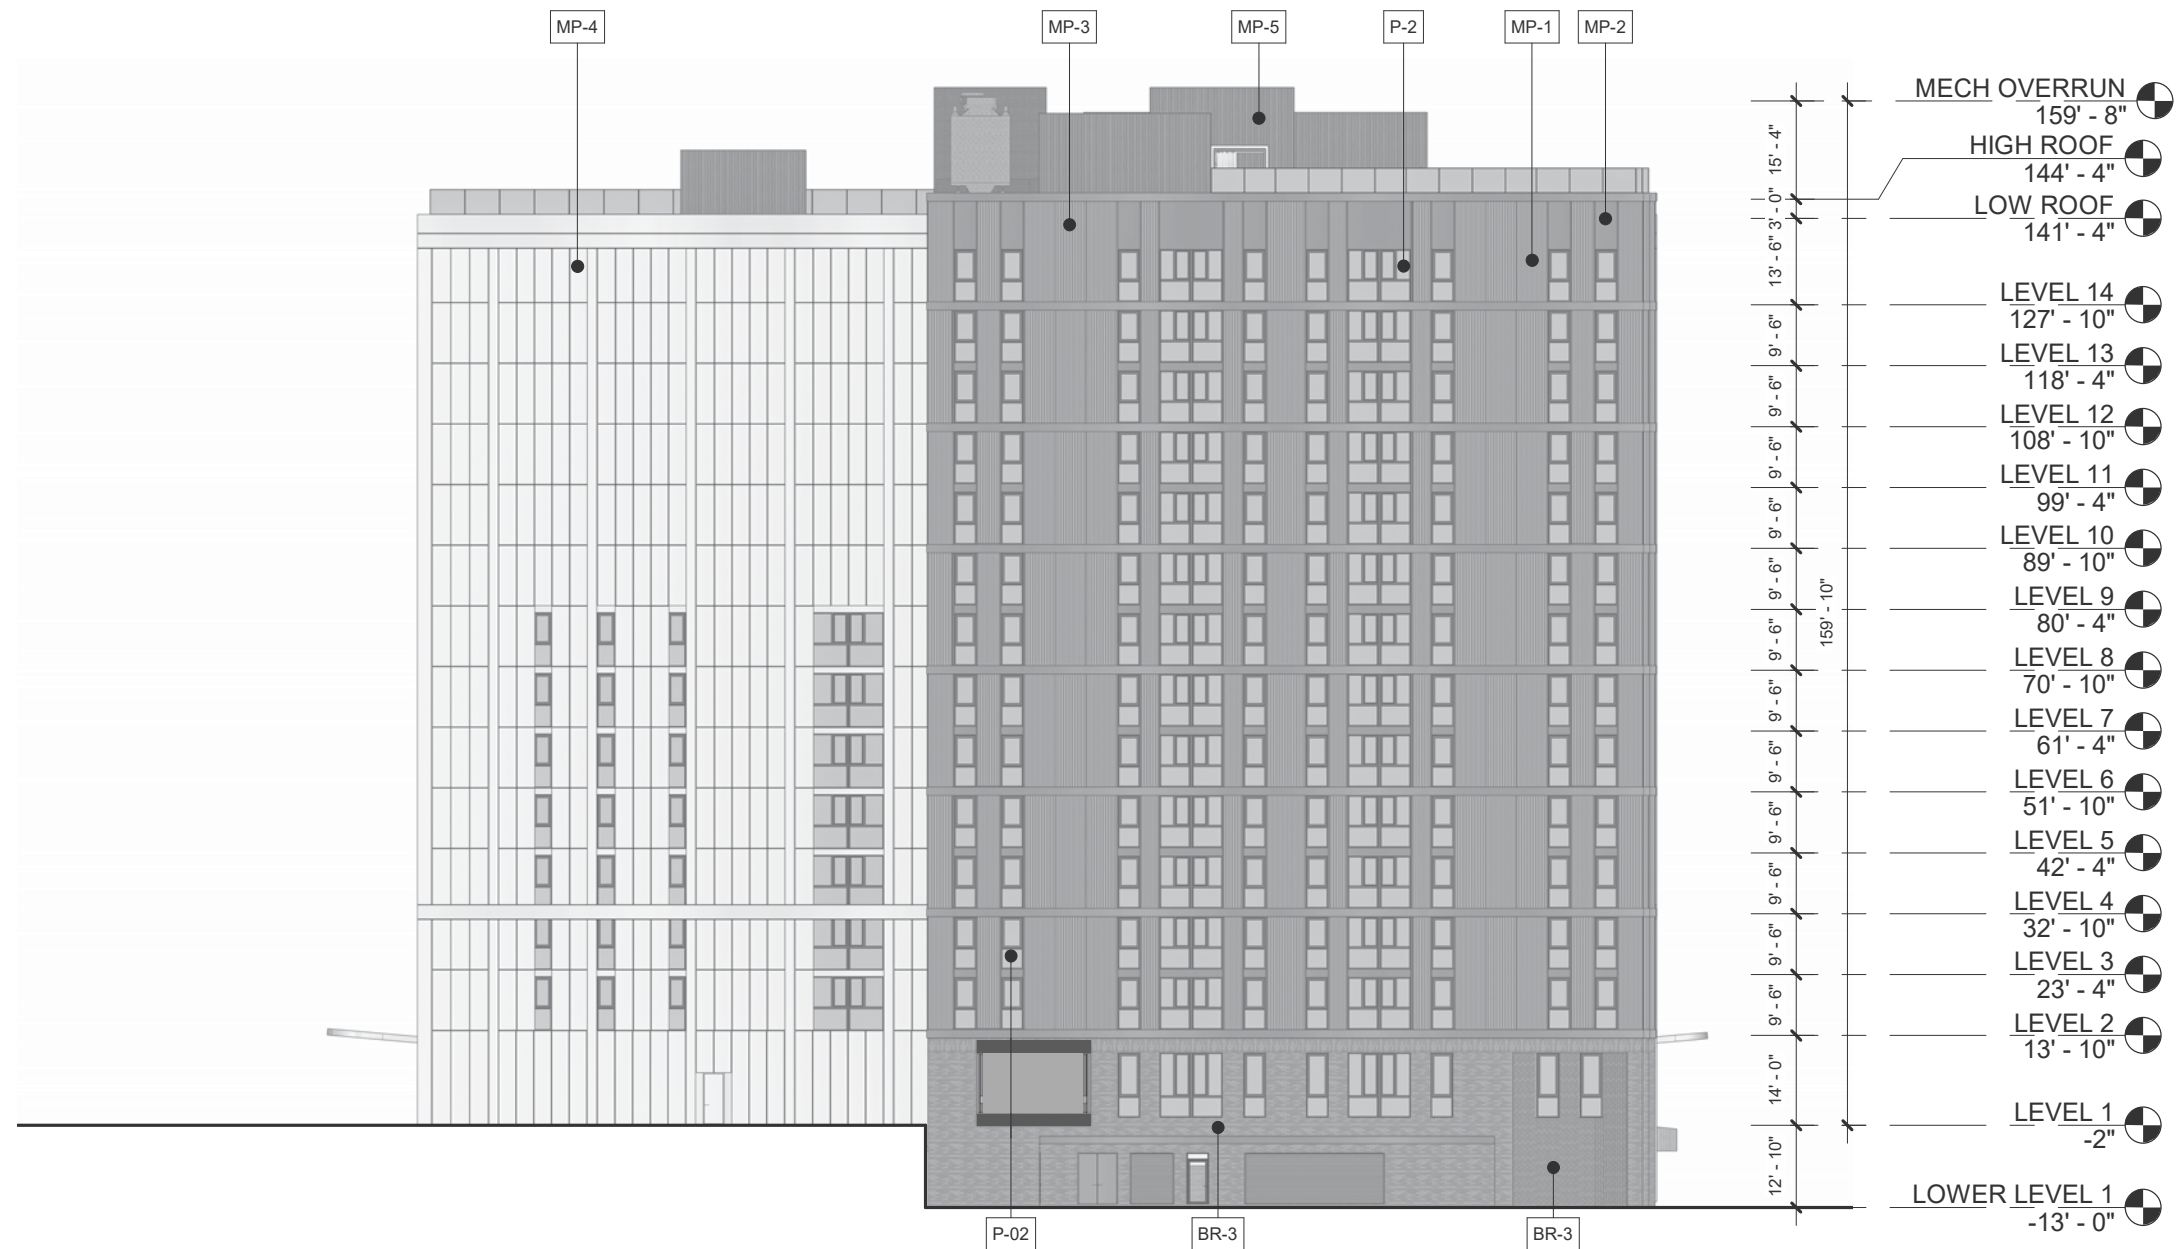 MP-4
MP-3
MP-5
P-2
MP-1
MP-2
MECH OVERRUN
159' - 8"
HIGH ROOF
144' - 4"
LOW ROOF
141' - 4"
LEVEL 14
127' - 10"
LEVEL 13
118' - 4"
LEVEL 12
108' - 10"
LEVEL 11
99' - 4"
LEVEL 10
89' - 10"
LEVEL 9
80' - 4"
LEVEL 8
70' - 10"
LEVEL 7
61' - 4"
LEVEL 6
51' - 10"
LEVEL 5
42' - 4"
LEVEL 4
32' - 10"
LEVEL 3
23' - 4"
LEVEL 2
13' - 10"
LEVEL 1
-2"
LOWER LEVEL 1
-13' - 0"
15' - 4"
3' - 0"
13' - 6"
9' - 6"
9' - 6"
9' - 6"
9' - 6"
9' - 6"
9' - 6"
9' - 6"
9' - 6"
9' - 6"
9' - 6"
9' - 6"
9' - 6"
14' - 0"
12' - 10"
159' - 10"
P-02
BR-3
BR-3